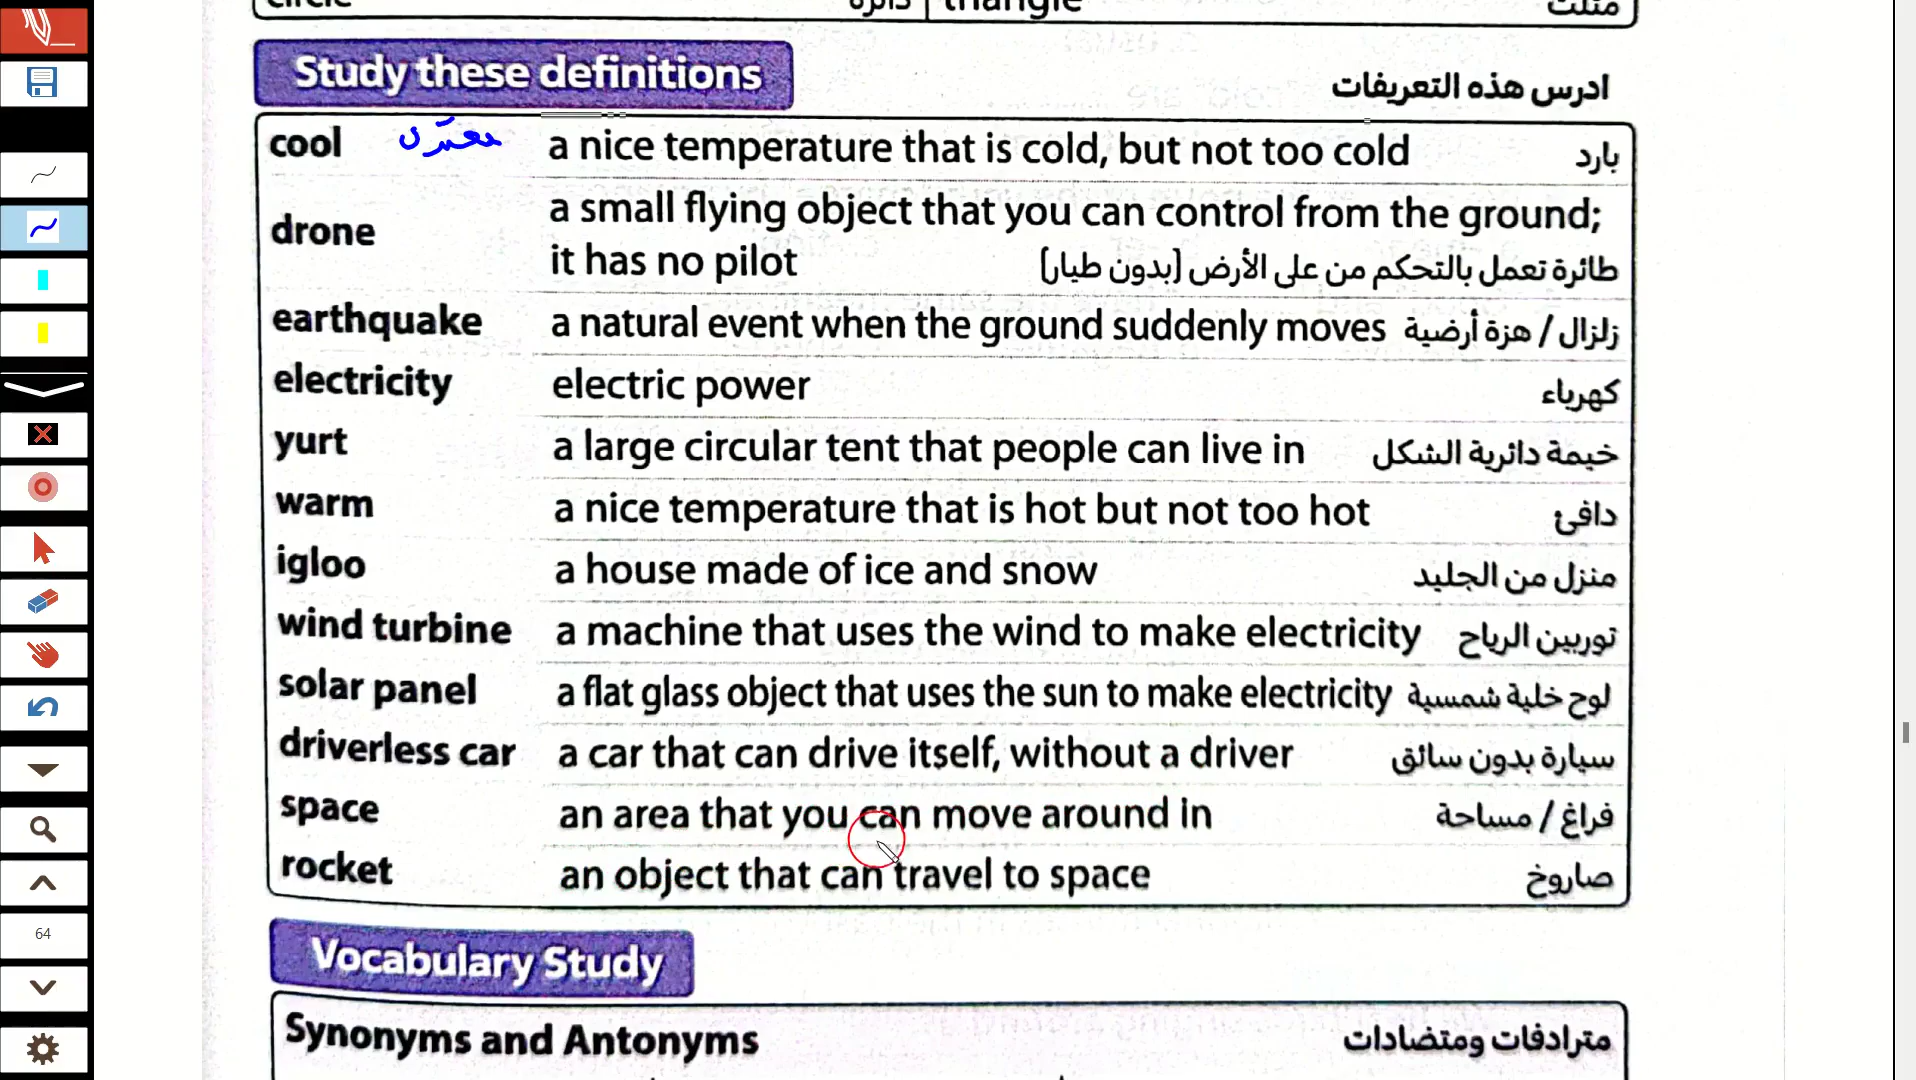 circle دائرة triangle مثلث
Study these definitions ادرس هذه التعريفات
cool معتدل a nice temperature that is cold, but not too cold بارد
drone a small flying object that you can control from the ground;
it has no pilot طائرة تعمل بالتحكم من على الأرض (بدون طيار)
earthquake a natural event when the ground suddenly moves زلزال / هزة أرضية
electricity electric power كهرباء
yurt a large circular tent that people can live in خيمة دائرية الشكل
warm a nice temperature that is hot but not too hot دافئ
igloo a house made of ice and snow منزل من الجليد
wind turbine a machine that uses the wind to make electricity توربين الرياح
solar panel a flat glass object that uses the sun to make electricity لوح خلية شمسية
driverless car a car that can drive itself, without a driver سيارة بدون سائق
space an area that you can move around in فراغ / مساحة
rocket an object that can travel to space صاروخ
64
Vocabulary Study
Synonyms and Antonyms مترادفات ومتضادات